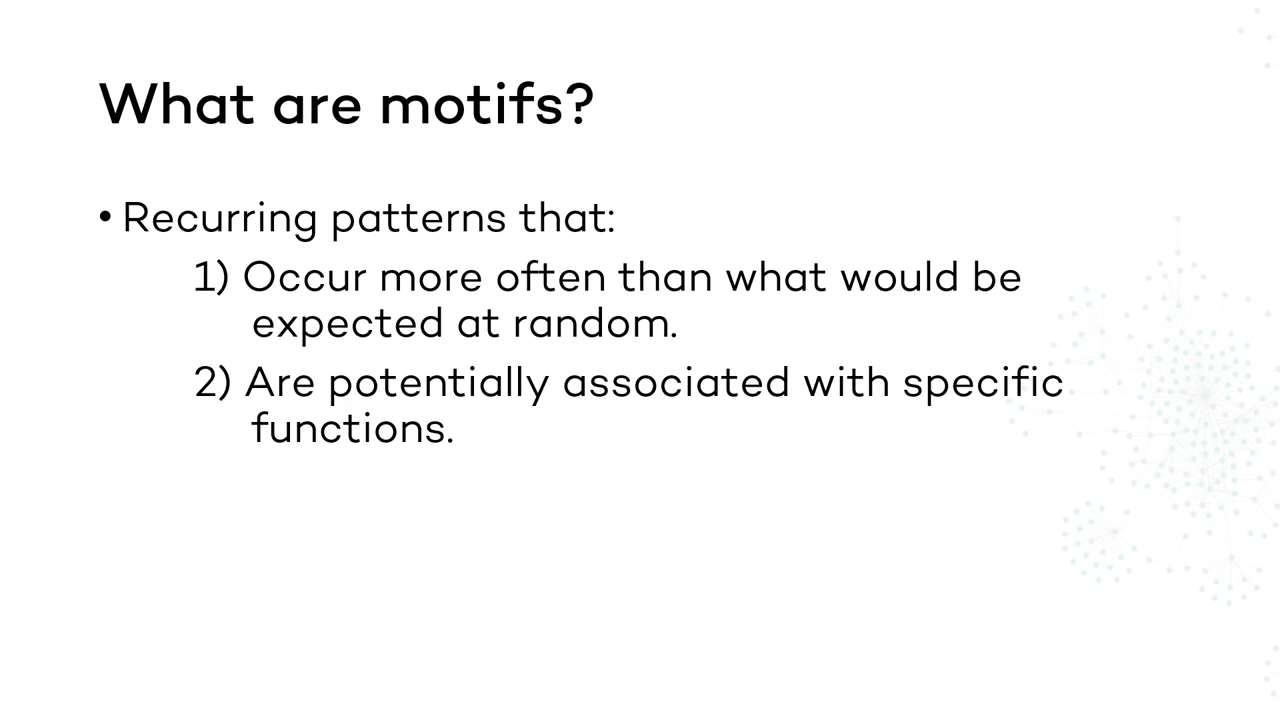 What are motifs?
• Recurring patterns that:
1) Occur more often than what would be
expected at random.
2) Are potentially associated with specific
functions.